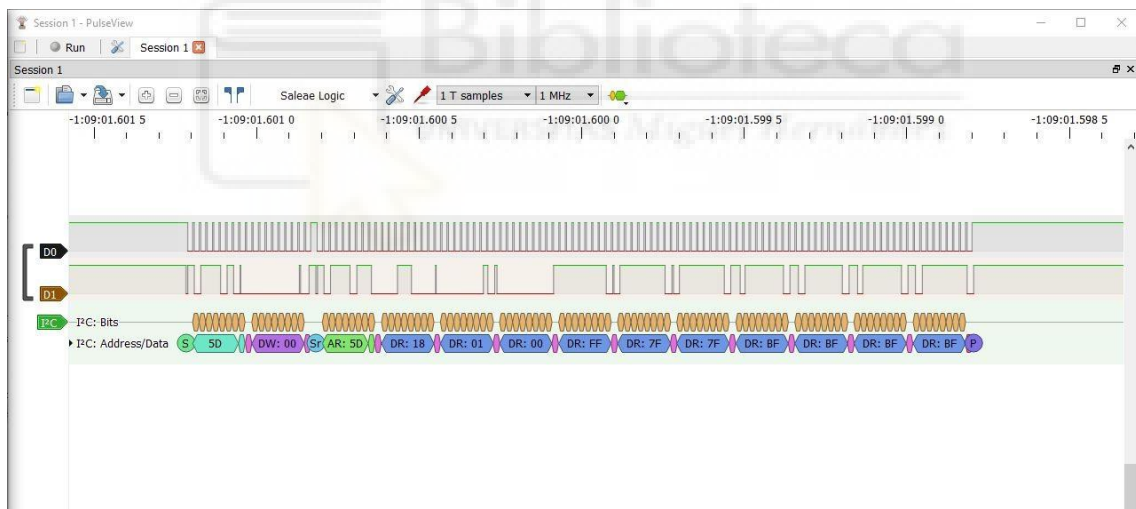 Session 1 - PulseView
Biblioteca
Run Session 1
Session 1
Saleae Logic 1 T samples 1 MHz
UNIVERSITAS Miguel Hernández
-1:09:01.601 5 -1:09:01.601 0 -1:09:01.600 5 -1:09:01.600 0 -1:09:01.599 5 -1:09:01.599 0 -1:09:01.598 5
D0
D1
I²C I²C: Bits
I²C: Address/Data S 5D DW: 00 Sr AR: 5D DR: 18 DR: 01 DR: 00 DR: FF DR: 7F DR: 7F DR: BF DR: BF DR: BF DR: BF P